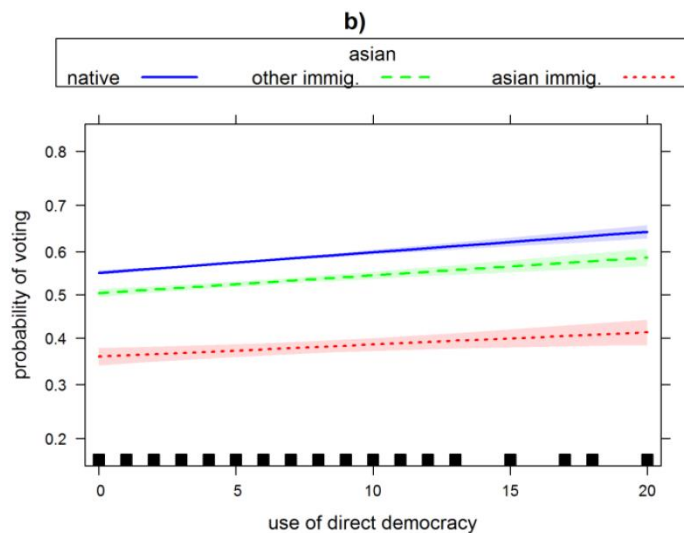 b)
asian
native other immig. asian immig.
0.8
0.7
0.6
0.5
0.4
0.3
0.2
probability of voting
0 5 10 15 20
use of direct democracy